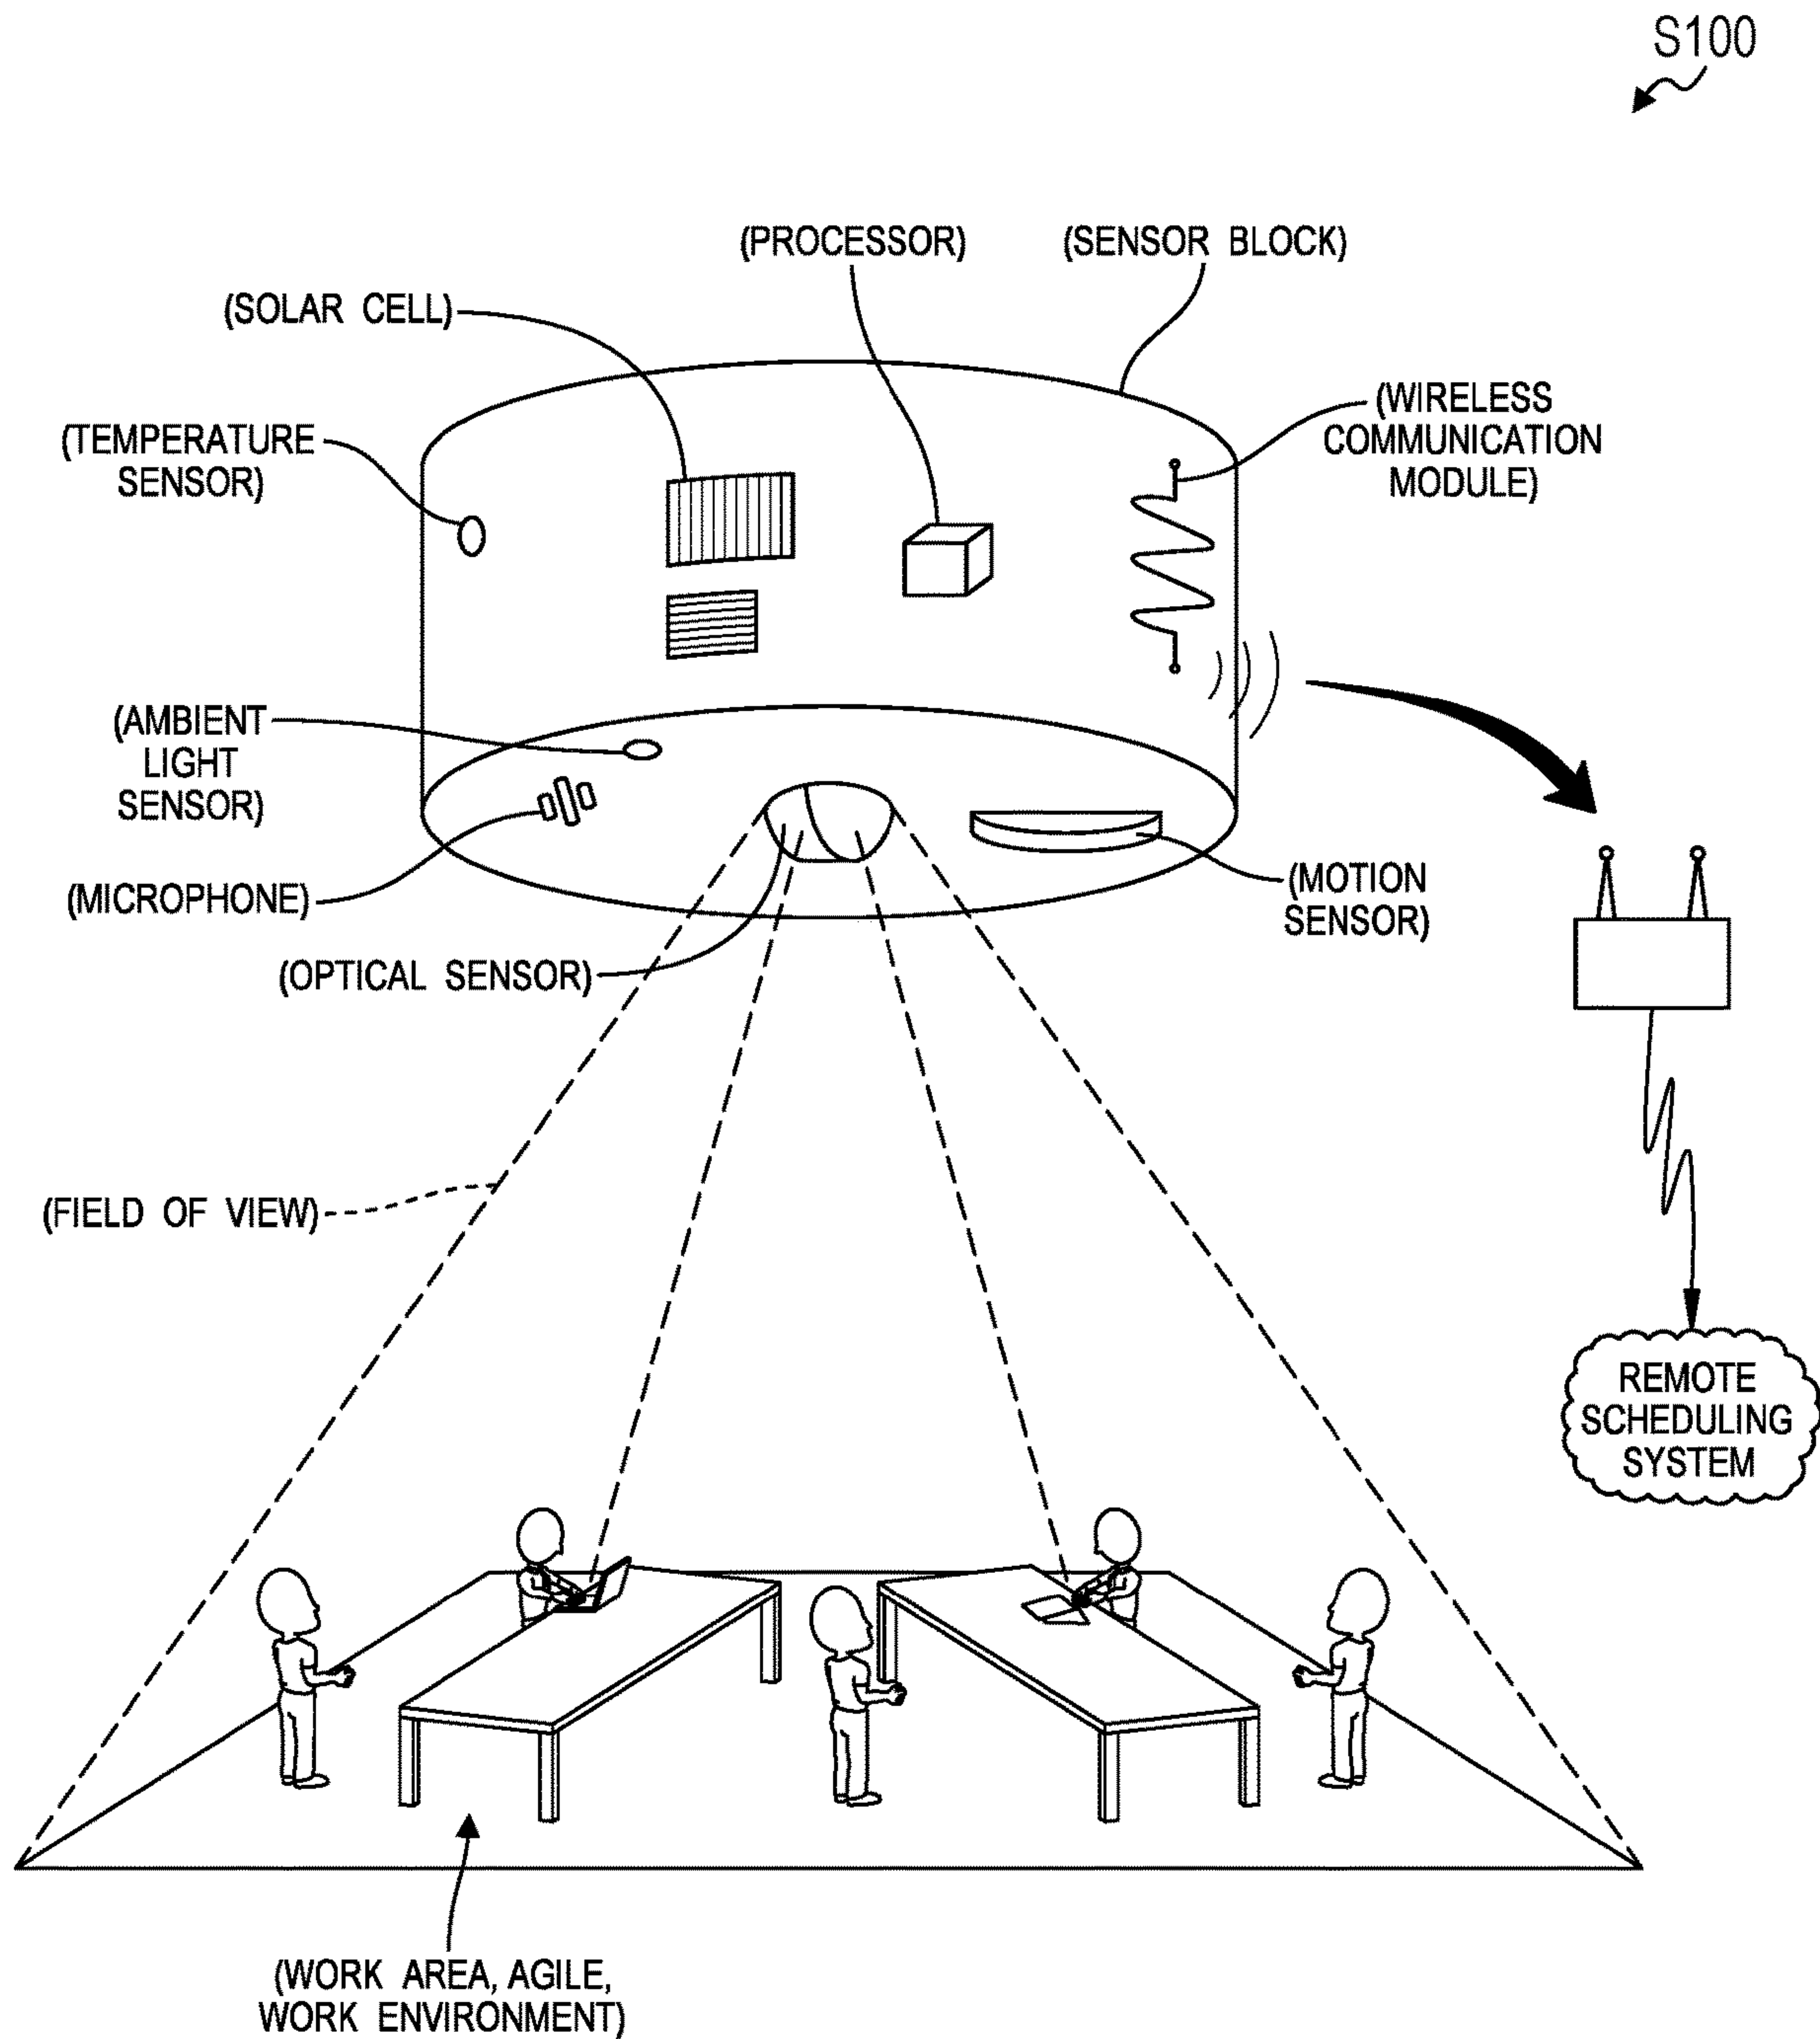 S100
(PROCESSOR)
(SENSOR BLOCK)
(SOLAR CELL)
(WIRELESS
COMMUNICATION
MODULE)
(TEMPERATURE
SENSOR)
(AMBIENT
LIGHT
SENSOR)
(MICROPHONE)
(MOTION
SENSOR)
(OPTICAL SENSOR)
(FIELD OF VIEW)
REMOTE
SCHEDULING
SYSTEM
(WORK AREA, AGILE,
WORK ENVIRONMENT)